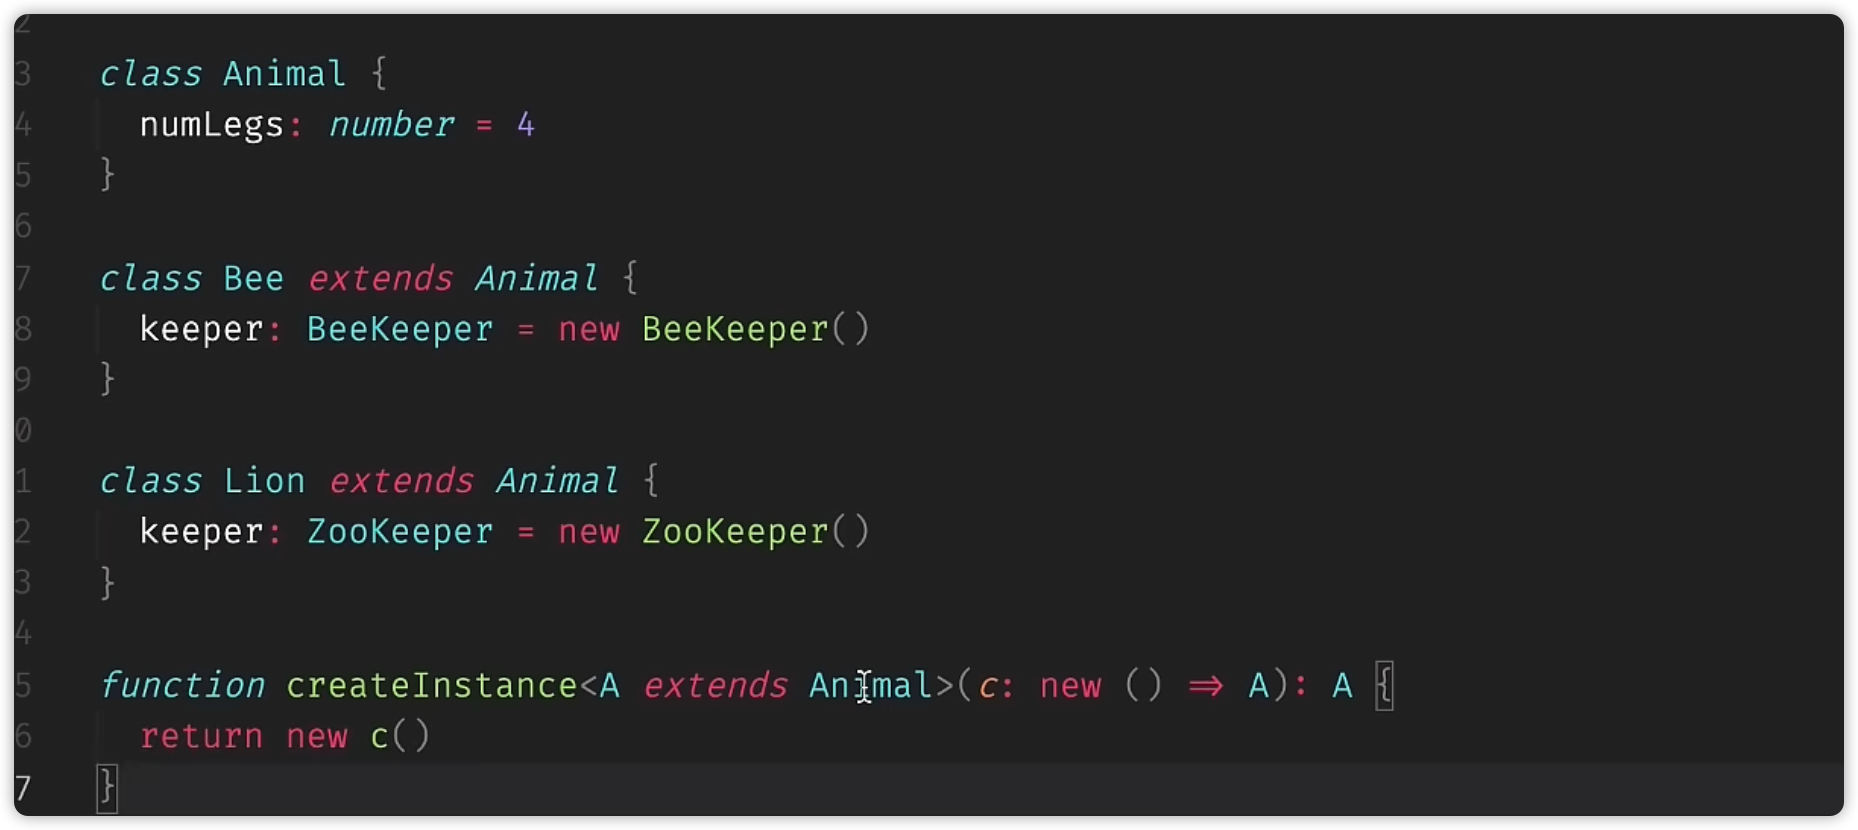 2
3 class Animal {
4 numLegs: number = 4
5 }
6
7 class Bee extends Animal {
8 keeper: BeeKeeper = new BeeKeeper()
9 }
0
1 class Lion extends Animal {
2 keeper: ZooKeeper = new ZooKeeper()
3 }
4
5 function createInstance<A extends Animal>(c: new () => A): A {
6 return new c()
7 }